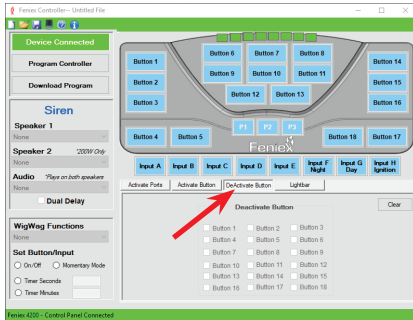 Feniex Controller-- Untitled File
Device Connected
Program Controller
Download Program
Siren
Speaker 1
None
Speaker 2 *200W Only
None
Audio *Plays on both speakers
None
Dual Delay
WigWag Functions
None
Set Button/Input
On/Off Momentary Mode
Timer Seconds
Timer Minutes
Button 6 Button 7 Button 8
Button 1 Button 14
Button 9 Button 10 Button 11
Button 2 Button 15
Button 12 Button 13
Button 3 Button 16
P1 P2 P3
Button 4 Button 5 Button 18 Button 17
Feniex
Input A Input B Input C Input D Input E Input F Night Input G Day Input H Ignition
Activate Ports Activate Button DeActivate Button Lightbar
Deactivate Button Clear
Button 1 Button 2 Button 3
Button 4 Button 5 Button 6
Button 7 Button 8 Button 9
Button 10 Button 11 Button 12
Button 13 Button 14 Button 15
Button 16 Button 17 Button 18
Feniex 4200 - Control Panel Connected